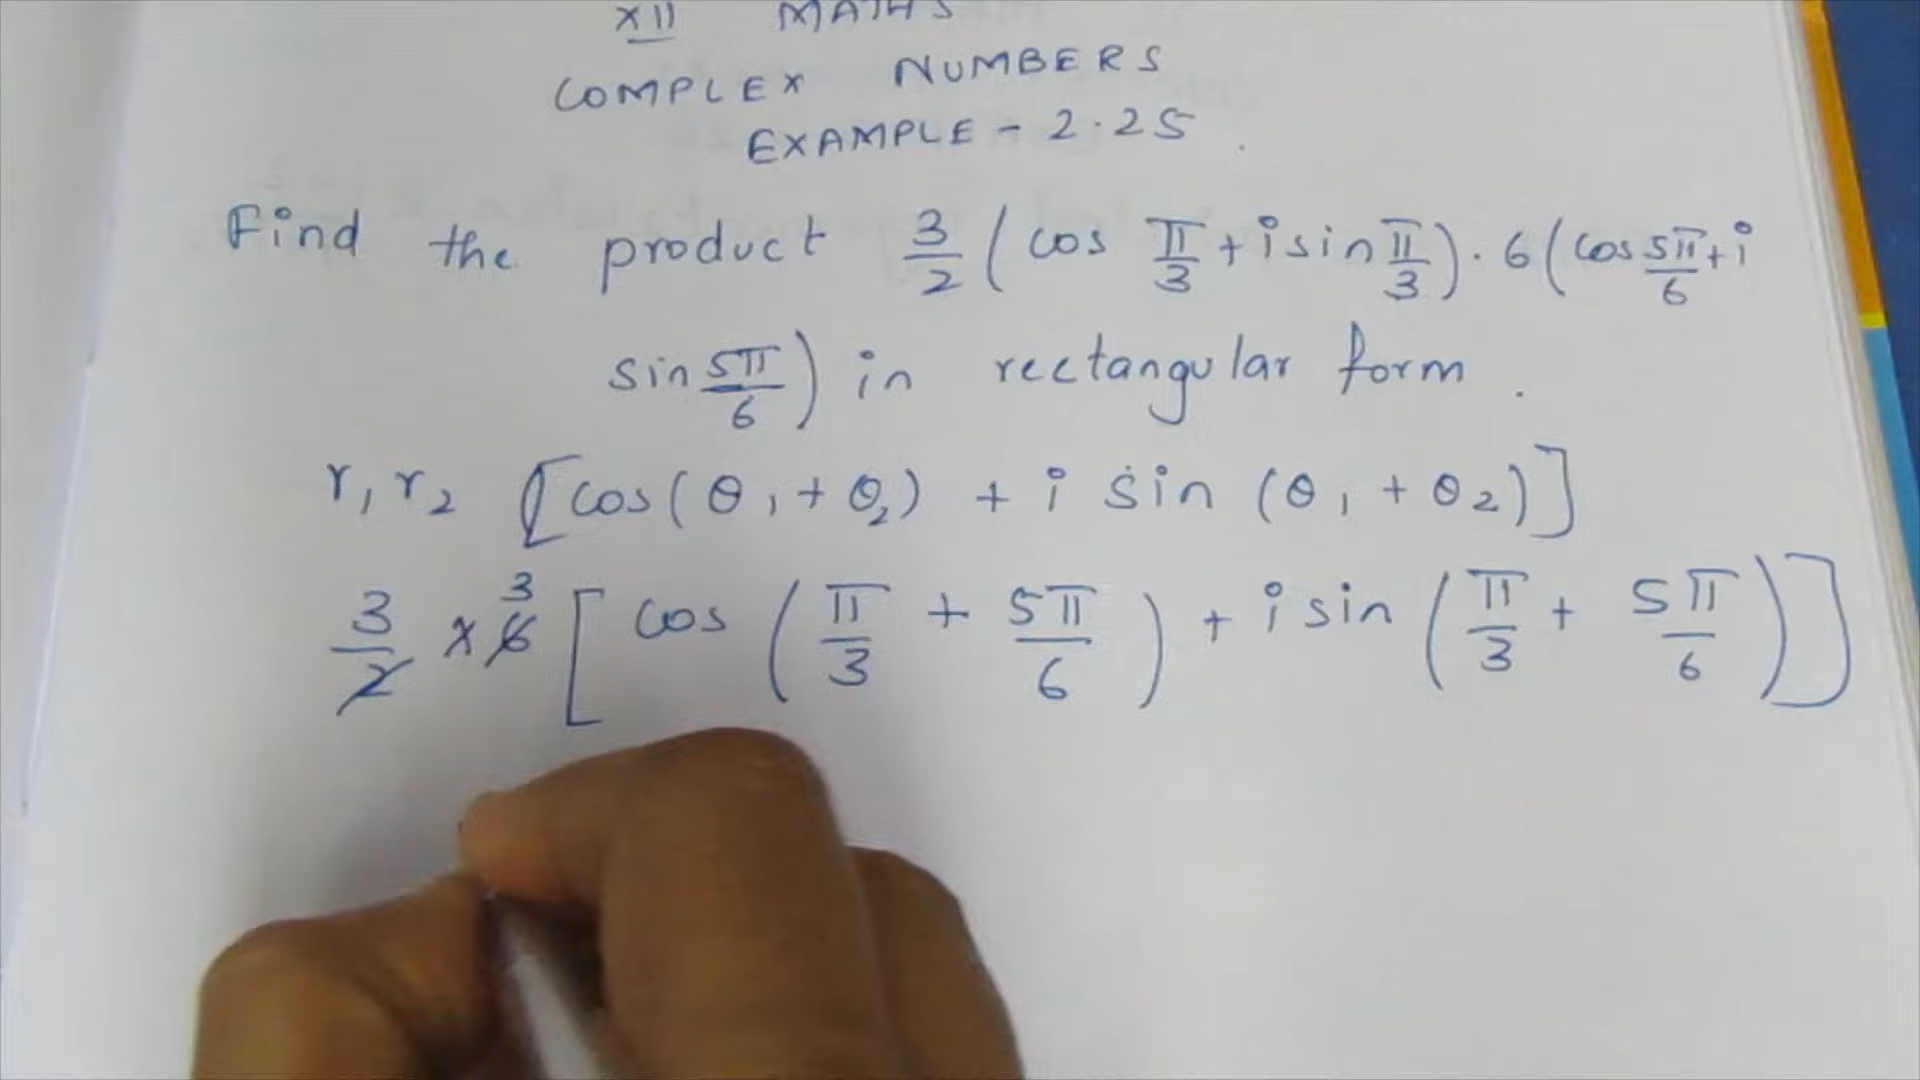 XII MATHS
COMPLEX NUMBERS
EXAMPLE - 2.25
Find the product 3/2 (cos π/3 + i sin π/3) . 6 (cos 5π/6 + i
sin 5π/6) in rectangular form .
r₁ r₂ [cos(θ₁ + θ₂) + i sin (θ₁ + θ₂)]
3/2 × 6 3 [cos (π/3 + 5π/6) + i sin (π/3 + 5π/6)]